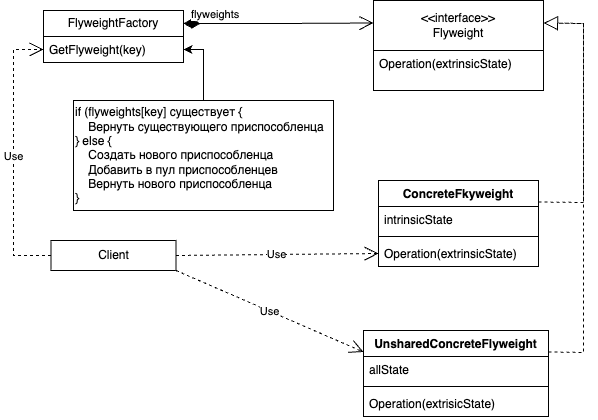 FlyweightFactory
flyweights
<<interface>>
Flyweight
GetFlyweight(key)
Operation(extrinsicState)
if (flyweights[key] существует {
Вернуть существующего приспособленца
} else {
Создать нового приспособленца
Добавить в пул приспособленцев
Вернуть нового приспособленца
}
Use
ConcreteFkyweight
intrinsicState
Operation(extrinsicState)
Client
Use
Use
UnsharedConcreteFlyweight
allState
Operation(extrisicState)